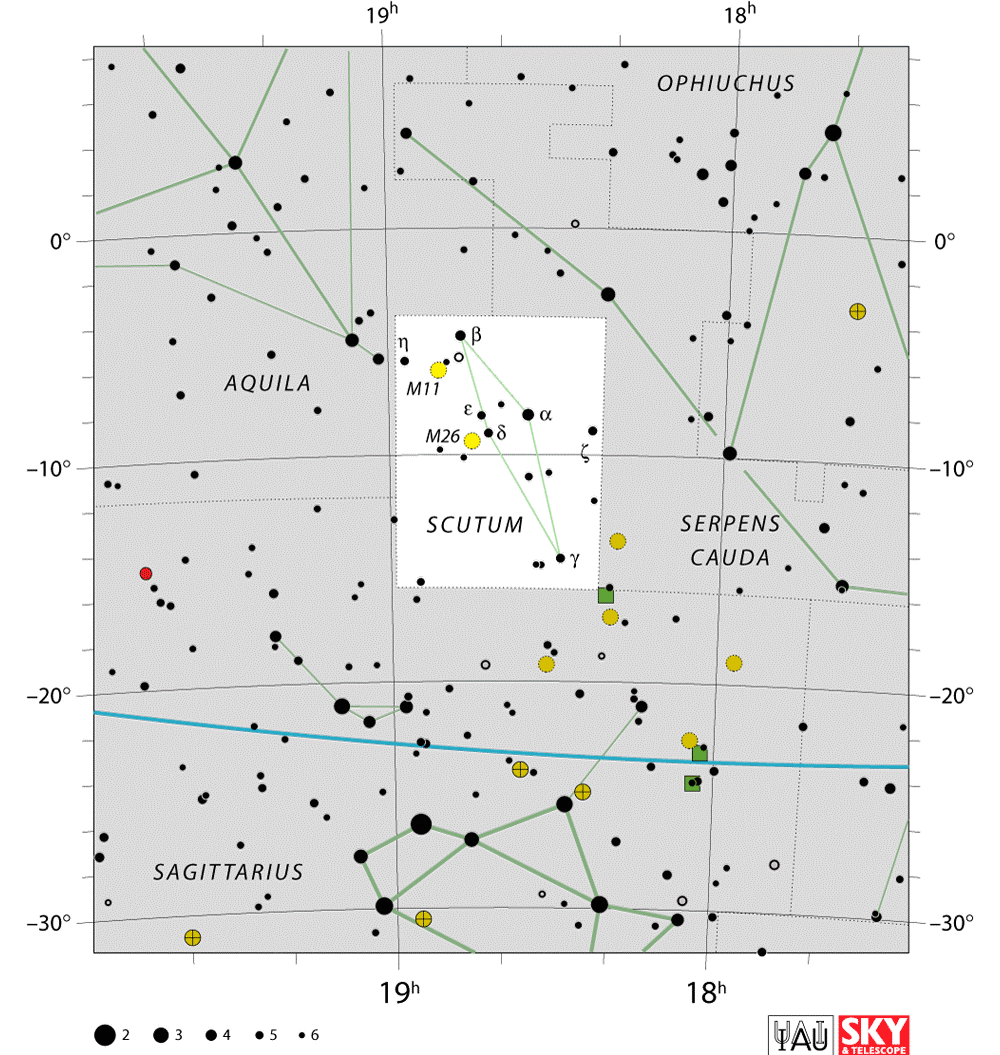 19h 18h
OPHIUCHUS
0° 0°
η β
AQUILA
M11
ε α
M26 δ
ζ
–10° –10°
SCUTUM
SERPENS
CAUDA
γ
–20° –20°
SAGITTARIUS
–30° –30°
19h 18h
2 3 4 5 6
IAU
SKY
& TELESCOPE